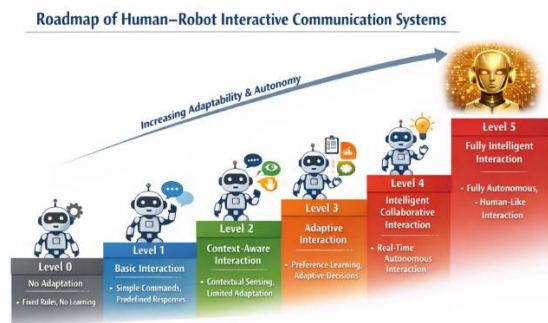 Roadmap of Human–Robot Interactive Communication Systems
Increasing Adaptability & Autonomy
Level 0
No Adaptation
• Fixed Rules, No Learning
Level 1
Basic Interaction
- Simple Commands,
Predefined Responses
Level 2
Context-Aware
Interaction
- Contextual Sensing,
Limited Adaptation
Level 3
Adaptive
Interaction
- Preference Learning,
Adaptive Decisions
Level 4
Intelligent
Collaborative
Interaction
- Real-Time
Autonomous
Interaction
Level 5
Fully Intelligent
Interaction
- Fully Autonomous,
- Human-Like
Interaction